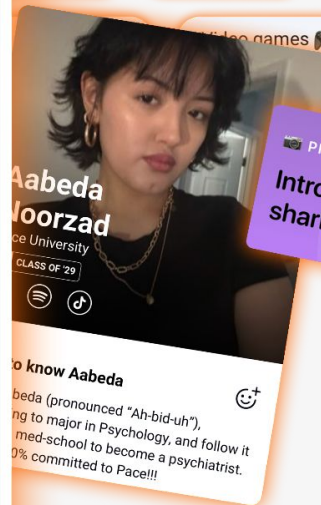 Video games
Aabeda
Noorzad
ce University
CLASS OF '29
Intro
shar
to know Aabeda
beda (pronounced “Ah-bid-uh”),
ng to major in Psychology, and follow it
med-school to become a psychiatrist.
0% committed to Pace!!!